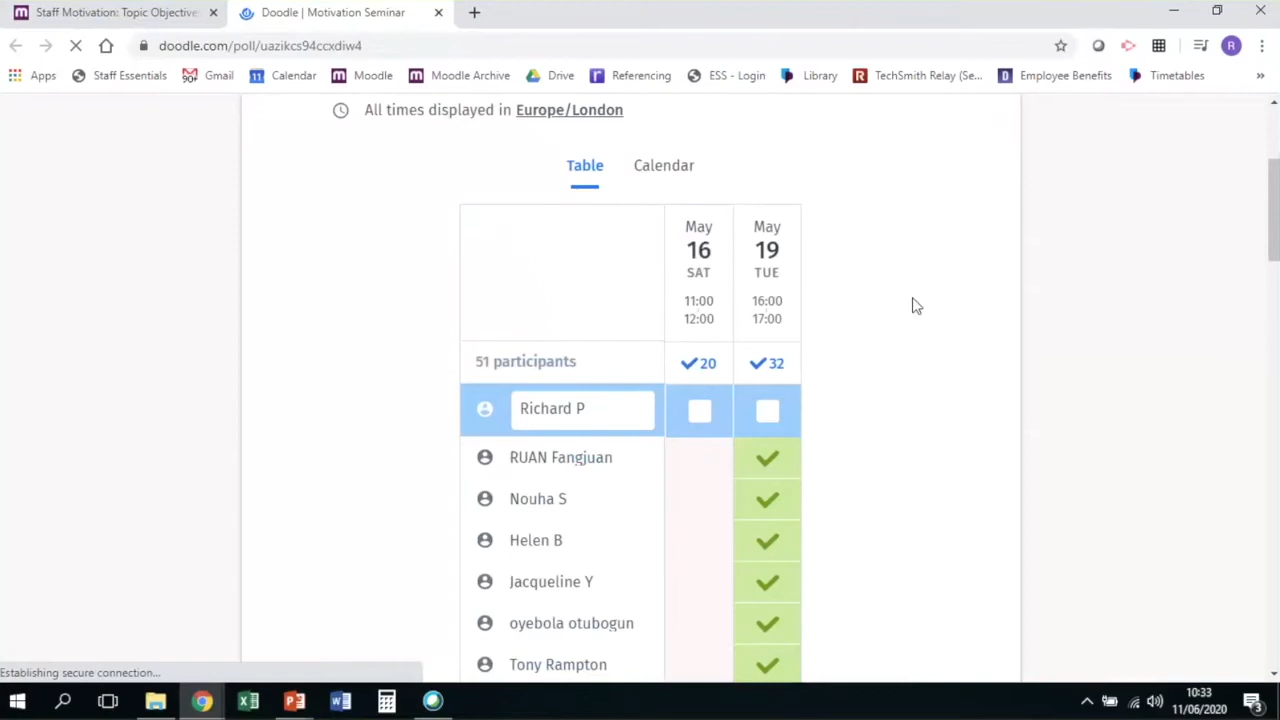 Staff Motivation: Topic Objective
Doodle | Motivation Seminar
doodle.com/poll/uazikcs94ccxdiw4
R
Apps
Staff Essentials
90+
Gmail
11
Calendar
Moodle
Moodle Archive
Drive
Referencing
ESS - Login
Library
TechSmith Relay (Se...
Employee Benefits
Timetables
All times displayed in Europe/London
Table
Calendar
May
16
SAT
11:00
12:00
May
19
TUE
16:00
17:00
51 participants
20
32
Richard P
RUAN Fangjuan
Nouha S
Helen B
Jacqueline Y
oyebola otubogun
Tony Rampton
Establishing secure connection...
10:33
11/06/2020
3